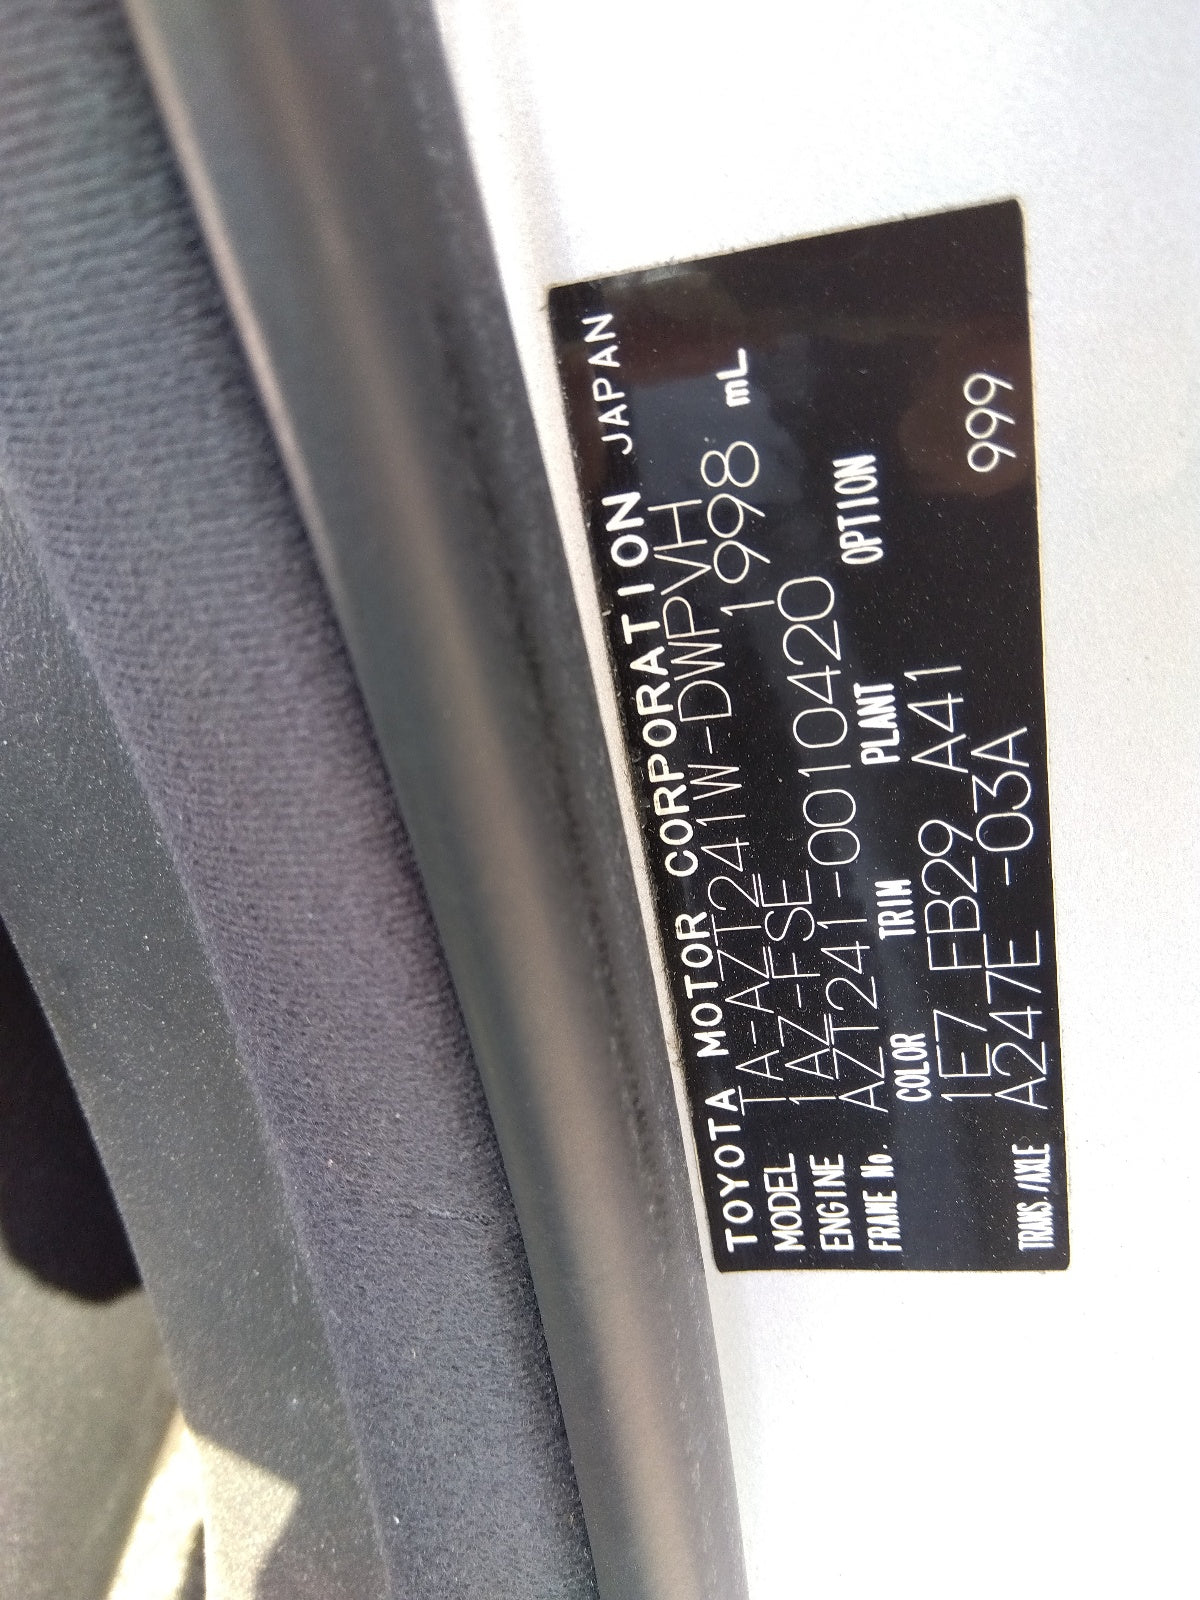 TOYOTA MOTOR CORPORATION JAPAN
MODEL TA-AZT241W-DWPVH
ENGINE 1AZ-FSE 1998 mL
FRAME No. AZT241-0010420
COLOR TRIM PLANT OPTION
1E7 FB29 A41
TRANS/AXLE A247E -03A 999